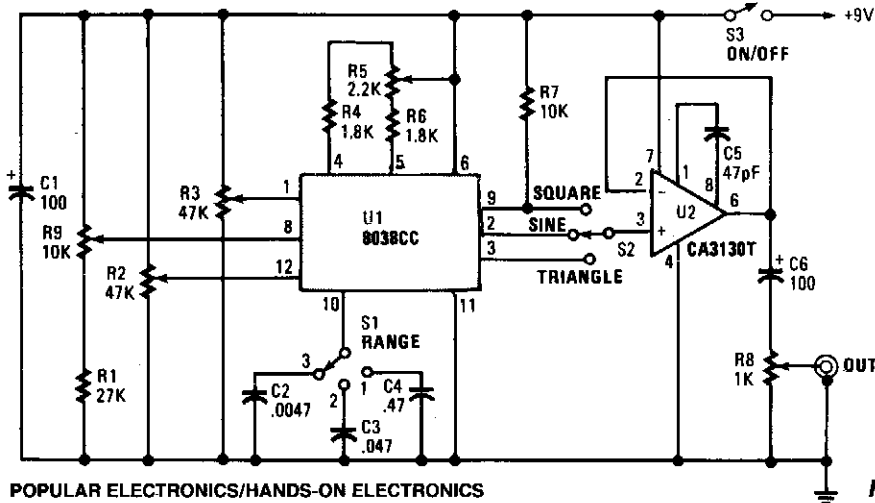 +9V
S3
ON/OFF
R5
2.2K
R4
1.8K
R6
1.8K
R7
10K
4
5
6
7
1
C5
47pF
8
2
6
U2
3
CA3130T
4
+
C1
100
R3
47K
1
R9
10K
8
R2
47K
12
U1
8038CC
9
2
3
SQUARE
SINE
TRIANGLE
S2
10
11
−
+
+
C6
100
S1
RANGE
3
2
1
C2
.0047
C3
.047
C4
.47
R1
27K
R8
1K
OUT
POPULAR ELECTRONICS/HANDS-ON ELECTRONICS